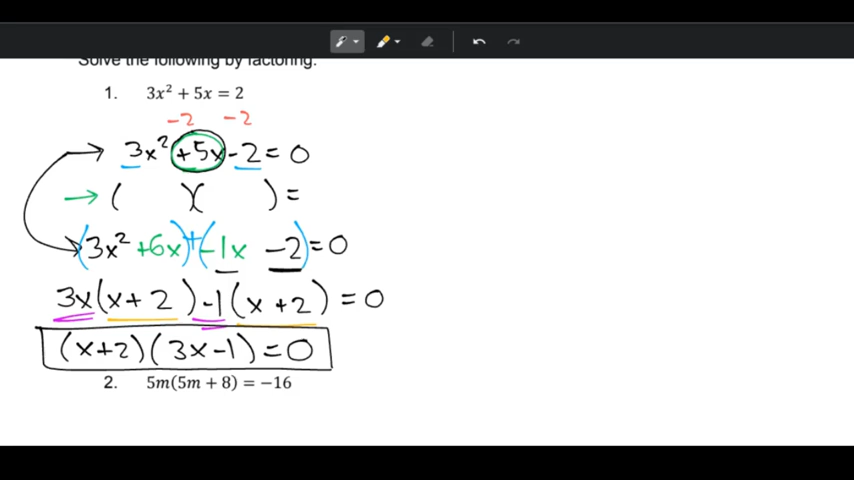 Solve the following by factoring:
1. 3x² + 5x = 2
-2 -2
3x² +5x -2 = 0
( )( ) =
(3x² +6x) + (-1x -2) = 0
3x(x+2) -1(x+2) = 0
(x+2)(3x-1) = 0
2. 5m(5m + 8) = −16